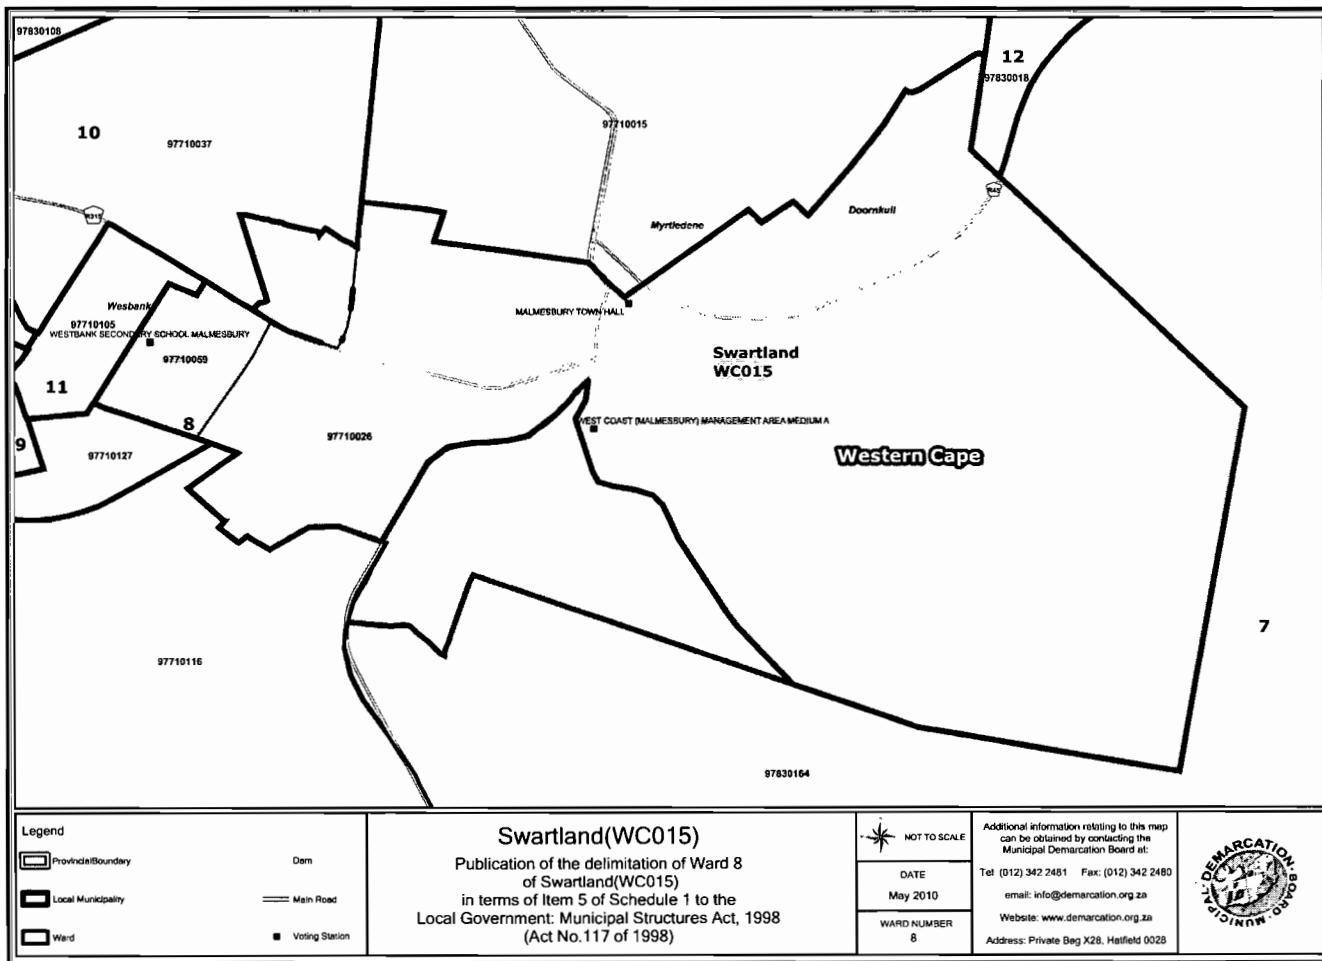 97830108
12
97830018
10
97710037
97710015
R315
R45
Doornkuil
Myrtledene
Wesbank
97710105
WESTBANK SECONDARY SCHOOL MALMESBURY
97710059
MALMESBURY TOWN HALL
Swartland
WC015
11
8
9
97710127
97710026
WEST COAST (MALMESBURY) MANAGEMENT AREA MEDIUM A
Western Cape
7
97710116
97830164
Legend
ProvincialBoundary
Dam
Local Municipality
Main Road
Ward
Voting Station
Swartland(WC015)
Publication of the delimitation of Ward 8
of Swartland(WC015)
in terms of Item 5 of Schedule 1 to the
Local Government: Municipal Structures Act, 1998
(Act No.117 of 1998)
NOT TO SCALE
DATE
May 2010
WARD NUMBER
8
Additional information relating to this map
can be obtained by contacting the
Municipal Demarcation Board at:
Tel (012) 342 2481 Fax: (012) 342 2480
email: info@demarcation.org.za
Website: www.demarcation.org.za
Address: Private Bag X28, Hatfield 0028
MUNICIPAL DEMARCATION BOARD